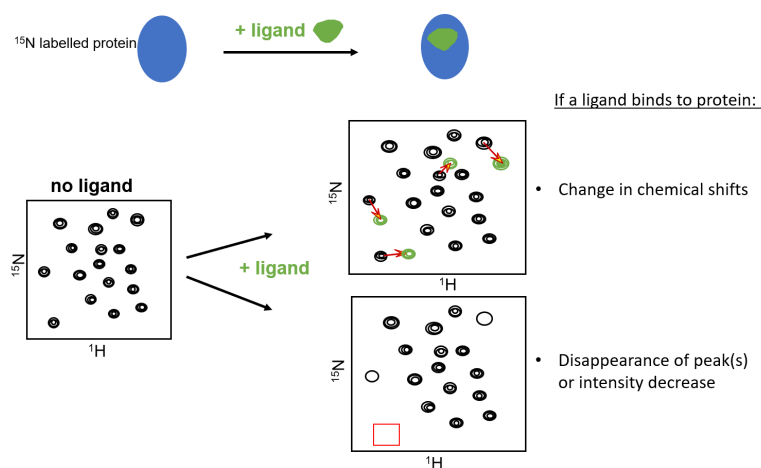 ¹⁵N labelled protein
+ ligand
If a ligand binds to protein:
no ligand
¹⁵N
¹H
+ ligand
¹⁵N
¹H
• Change in chemical shifts
¹⁵N
¹H
• Disappearance of peak(s)
or intensity decrease